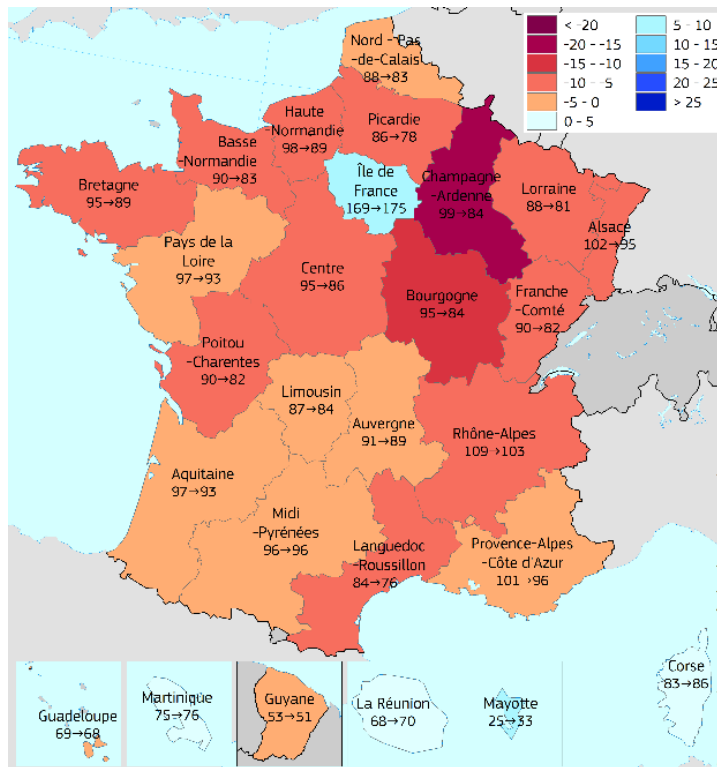 < -20
-20 - -15
-15 - -10
-10 - -5
-5 - 0
0 - 5
5 - 10
10 - 15
15 - 20
20 - 25
> 25
Nord - Pas
-de-Calais
88→83
Haute
-Normandie
98→89
Picardie
86→78
Basse
-Normandie
90→83
Bretagne
95→89
Île de
France
169→175
Champagne
-Ardenne
99→84
Lorraine
88→81
Alsace
102→95
Pays de la
Loire
97→93
Centre
95→86
Bourgogne
95→84
Franche
-Comté
90→82
Poitou
-Charentes
90→82
Limousin
87→84
Auvergne
91→89
Rhône-Alpes
109→103
Aquitaine
97→93
Midi
-Pyrénées
96→96
Languedoc
-Roussillon
84→76
Provence-Alpes
-Côte d'Azur
101→96
Guadeloupe
69→68
Martinique
75→76
Guyane
53→51
La Réunion
68→70
Mayotte
25→33
Corse
83→86